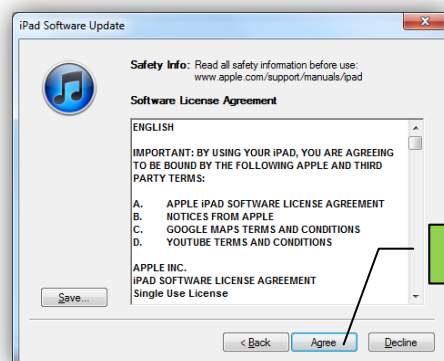 iPad Software Update
Safety Info: Read all safety information before use:
www.apple.com/support/manuals/ipad
Software License Agreement
ENGLISH
IMPORTANT: BY USING YOUR iPAD, YOU ARE AGREEING
TO BE BOUND BY THE FOLLOWING APPLE AND THIRD
PARTY TERMS:
A. APPLE iPAD SOFTWARE LICENSE AGREEMENT
B. NOTICES FROM APPLE
C. GOOGLE MAPS TERMS AND CONDITIONS
D. YOUTUBE TERMS AND CONDITIONS
APPLE INC.
iPAD SOFTWARE LICENSE AGREEMENT
Single Use License
Save...
< Back Agree Decline